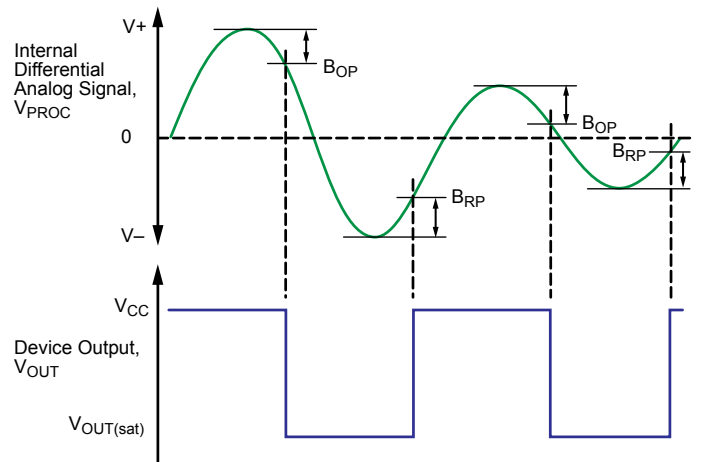 V+
Internal
Differential
Analog Signal,
VPROC
BOP
BOP
0
BRP
BRP
V–
VCC
Device Output,
VOUT
VOUT(sat)